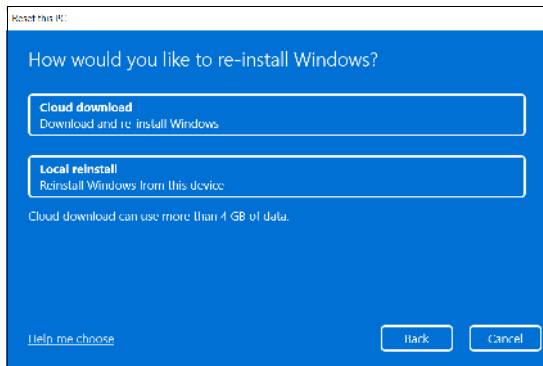 Reset this PC
How would you like to re-install Windows?
Cloud download
Download and re-install Windows
Local reinstall
Reinstall Windows from this device
Cloud download can use more than 4 GB of data.
Help me choose
Back
Cancel